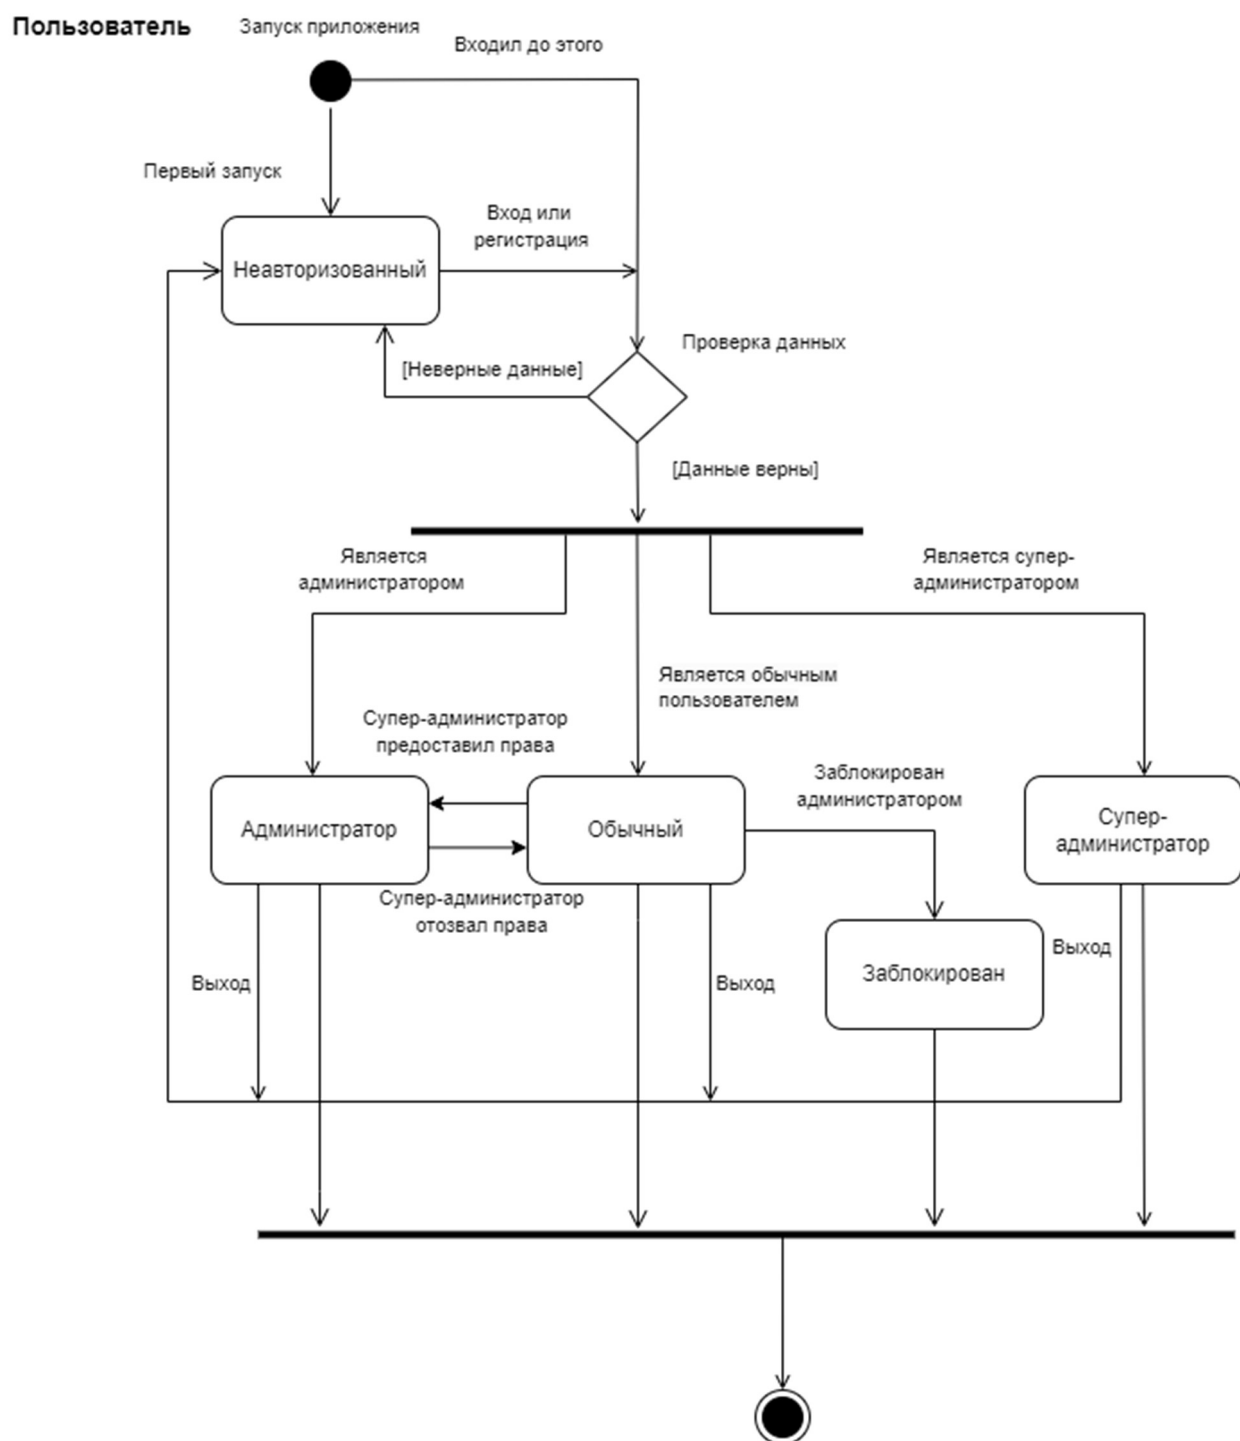 Пользователь
Запуск приложения
Входил до этого
Первый запуск
Вход или
регистрация
Неавторизованный
Проверка данных
[Неверные данные]
[Данные верны]
Является
администратором
Является супер-
администратором
Является обычным
пользователем
Супер-администратор
предоставил права
Заблокирован
администратором
Администратор
Обычный
Супер-
администратор
Супер-администратор
отозвал права
Выход
Выход
Заблокирован
Выход